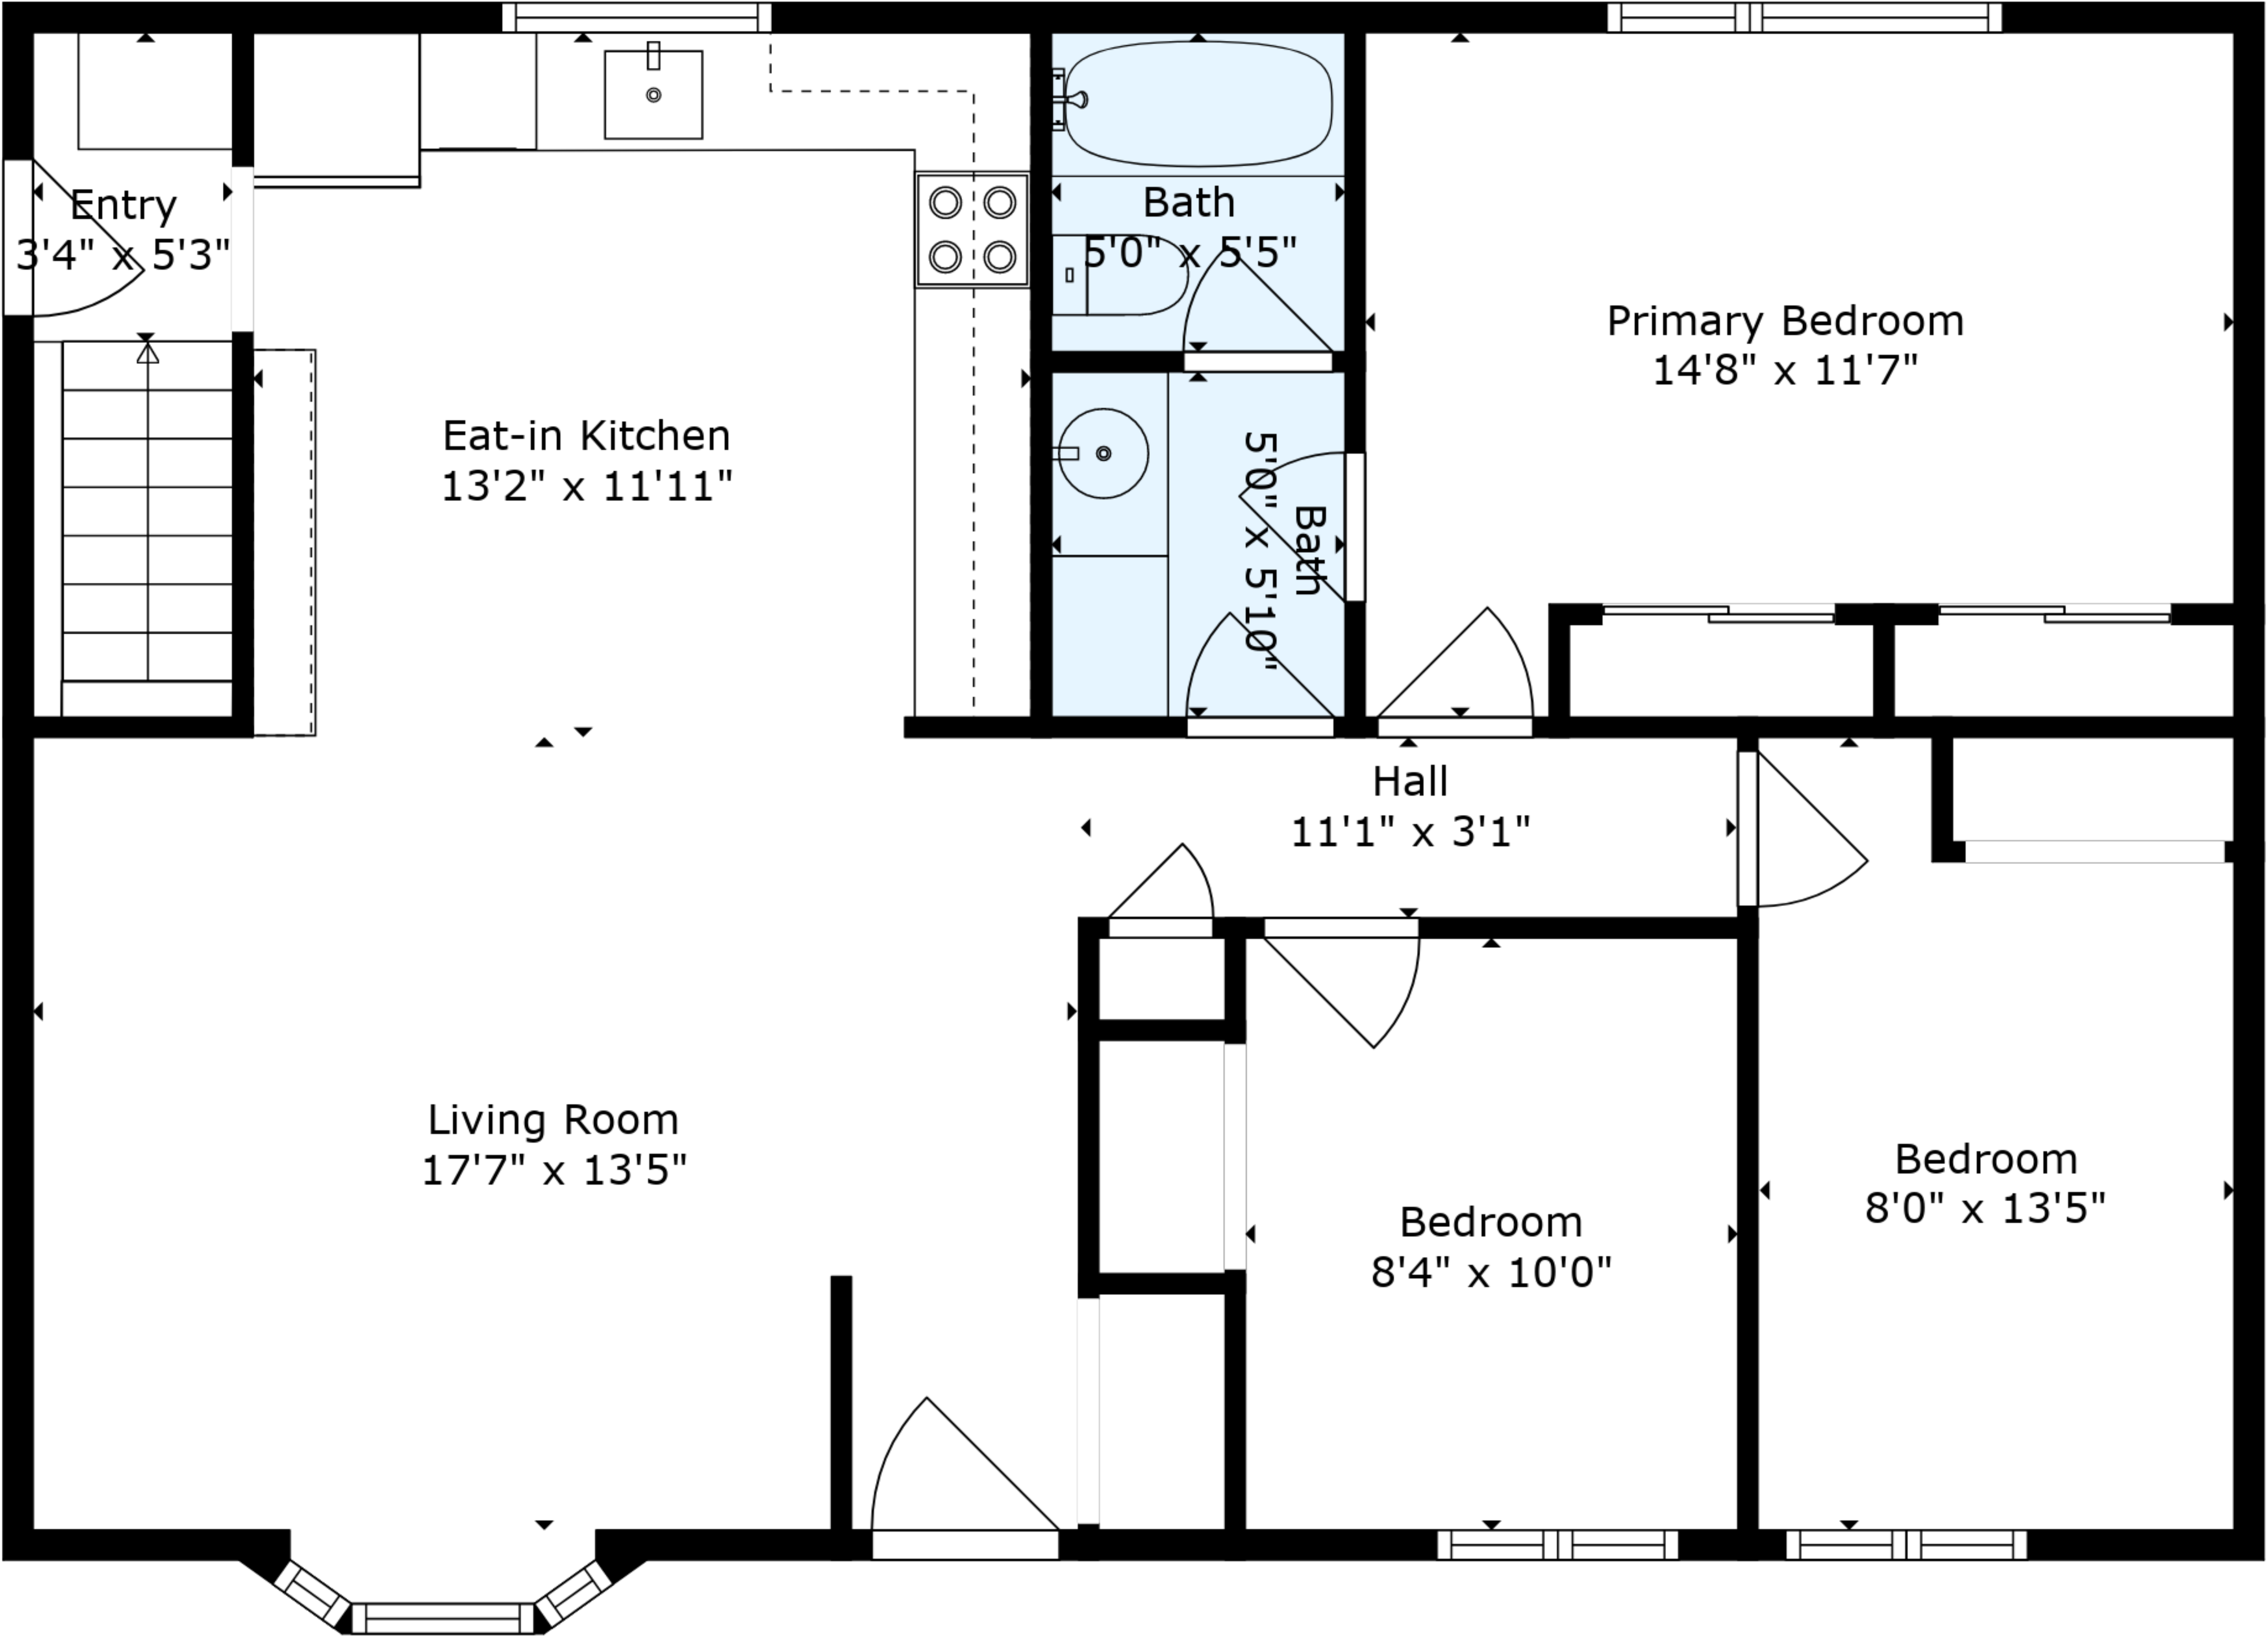 Entry
3'4" x 5'3"
Bath
5'0" x 5'5"
Primary Bedroom
14'8" x 11'7"
Eat-in Kitchen
13'2" x 11'11"
Bath
5'0" x 5'10"
Hall
11'1" x 3'1"
Living Room
17'7" x 13'5"
Bedroom
8'4" x 10'0"
Bedroom
8'0" x 13'5"